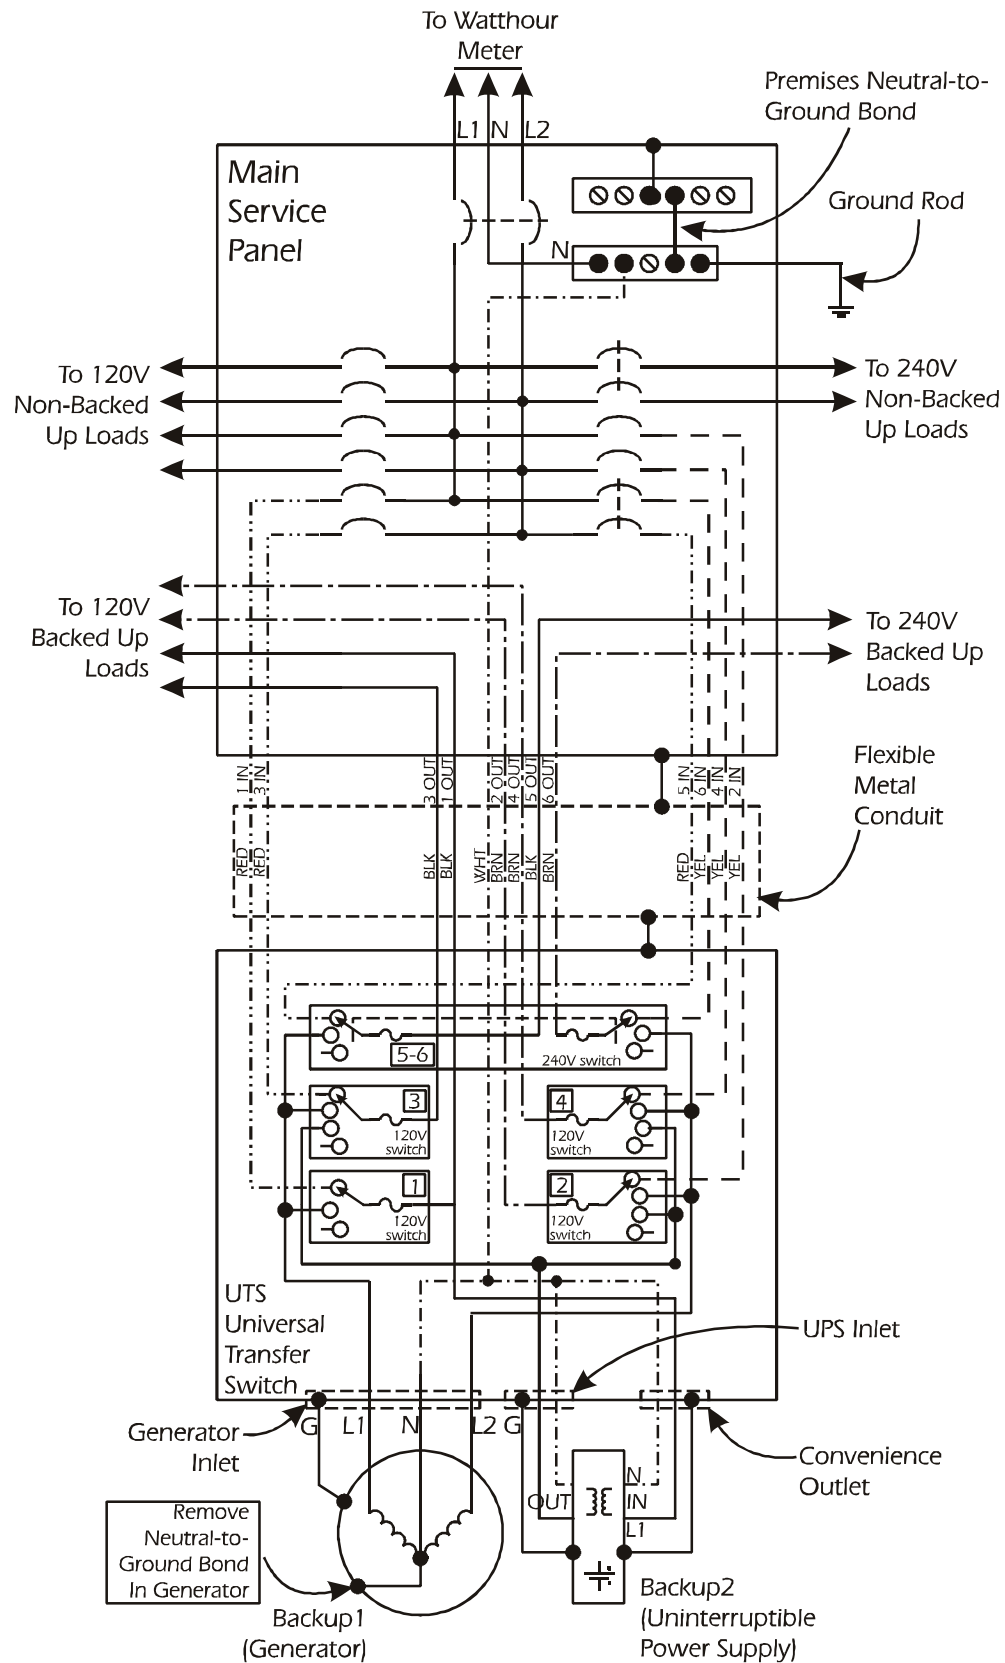 To Watthour
Meter
L1 N L2
Premises Neutral-to-
Ground Bond
Main
Service
Panel
N
Ground Rod
To 120V
Non-Backed
Up Loads
To 240V
Non-Backed
Up Loads
To 120V
Backed Up
Loads
To 240V
Backed Up
Loads
1 IN
3 IN
3 OUT
1 OUT
2 OUT
4 OUT
5 OUT
6 OUT
5 IN
6 IN
4 IN
2 IN
Flexible
Metal
Conduit
RED
RED
BLK
BLK
WHT
BRN
BRN
BLK
BRN
RED
YEL
YEL
YEL
5-6
240V switch
3
120V
switch
4
120V
switch
1
120V
switch
2
120V
switch
UTS
Universal
Transfer
Switch
UPS Inlet
Generator
Inlet
G L1 N L2 G
Convenience
Outlet
N
OUT IN
L1
Remove
Neutral-to-
Ground Bond
In Generator
Backup1
(Generator)
Backup2
(Uninterruptible
Power Supply)